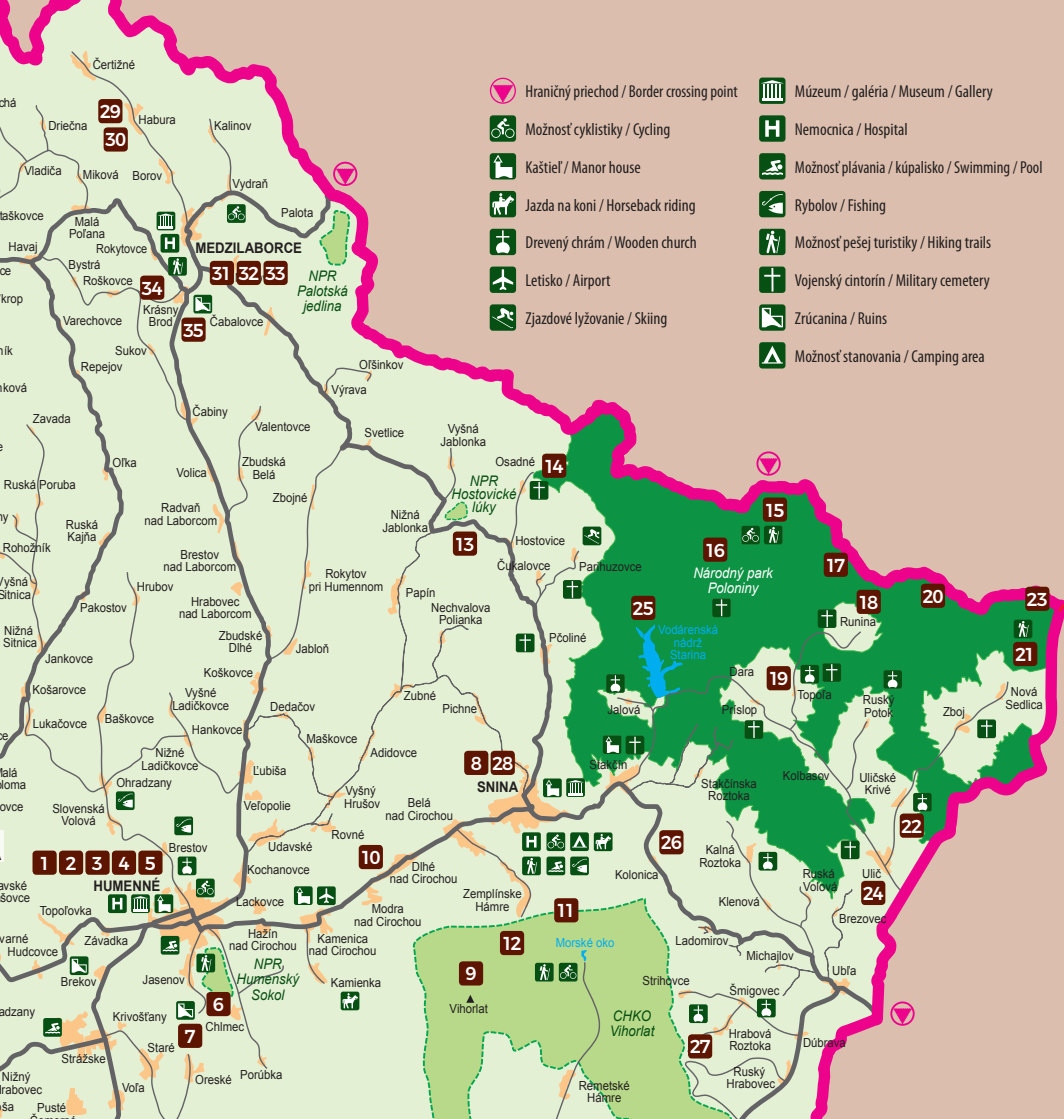 Hraničný priechod / Border crossing point
Možnosť cyklistiky / Cycling
Kaštieľ / Manor house
Jazda na koni / Horseback riding
Drevený chrám / Wooden church
Letisko / Airport
Zjazdové lyžovanie / Skiing
Múzeum / galéria / Museum / Gallery
H
Nemocnica / Hospital
Možnosť plávania / kúpalisko / Swimming / Pool
Rybolov / Fishing
Možnosť pešej turistiky / Hiking trails
Vojenský cintorín / Military cemetery
Zrúcanina / Ruins
Možnosť stanovania / Camping area
Čertižné
29
30
Habura
Driečna
Kalinov
Vladiča
Miková
Borov
Vydraň
Palota
Malá
Poľana
Havaj
Rokytovce
H
MEDZILABORCE
31 32 33
Bystrá
Roškovce
34
Krásny
Brod
35
Čabalovce
NPR
Palotská
jedlina
Varechovce
Sukov
Repejov
Oľšinkov
Výrava
Zavada
Čabiny
Valentovce
Svetlice
Vyšná
Jablonka
Osadné
14
Oľka
Volica
Zbudská
Belá
Zbojné
NPR
Hostovické
lúky
Ruská Poruba
Radvaň
nad Laborcom
Nižná
Jablonka
13
Hostovice
Ruská
Kajňa
Rohožník
Čukalovce
Parihuzovce
15
16
Národný park
Poloniny
17
Brestov
nad Laborcom
Rokytov
pri Humennom
Hrubov
Pakostov
Papín
Nechvalova
Polianka
Hrabovec
nad Laborcom
25
Vodárenská
nádrž
Starina
18
Runina
20
23
21
Nižná
Sitnica
Zbudské
Dlhé
Jabloň
Pčoliné
Jankovce
Koškovce
Dara
19
Topoľa
Ruský
Potok
Nová
Sedlica
Zboj
Košarovce
Vyšné
Ladičkovce
Zubné
Pichne
Jalová
Príslop
Lukačovce
Baškovce
Hankovce
Dedačov
Maškovce
Adidovce
Nižné
Ladičkovce
Ohradzany
Ľubiša
8 28
SNINA
Stakčín
Stakčínska
Roztoka
Kolbasov
Uličské
Krivé
Slovenská
Volová
Veľopolie
Vyšný
Hrušov
Belá
nad Cirochou
22
Brestov
Udavské
Rovné
10
H
26
Kalná
Roztoka
1 2 3 4 5
HUMENNÉ
H
Kochanovce
Dlhé
nad Cirochou
Kolonica
Ruská
Volová
Ulič
24
Topoľovka
Lackovce
Modra
nad Cirochou
Zemplínske
Hámre
11
Klenová
Brezovec
Hudcovce
Závadka
Hažín
nad Cirochou
Kamenica
nad Cirochou
12
Morské oko
Ladomirov
Michajlov
Brekov
Jasenov
NPR
Humenský
Sokol
Kamienka
9
Vihorlat
Strihovce
Ubľa
Šmigovec
6
Chlmec
7
Krivošťany
CHKO
Vihorlat
Hrabová
Roztoka
27
Dúbrava
Strážske
Staré
Oreské
Porúbka
Ruský
Hrabovec
Voľa
Remetské
Hámre
Nižný
Pusté